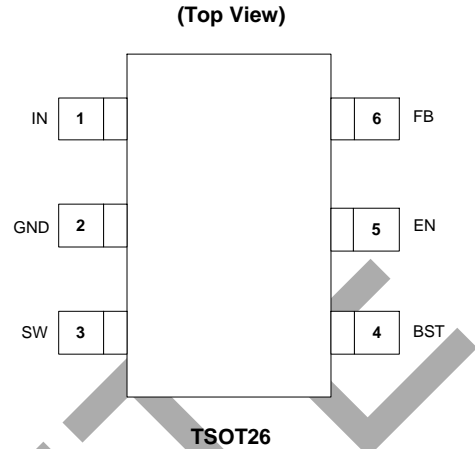 (Top View)
IN 1 6 FB
GND 2 5 EN
SW 3 4 BST
TSOT26